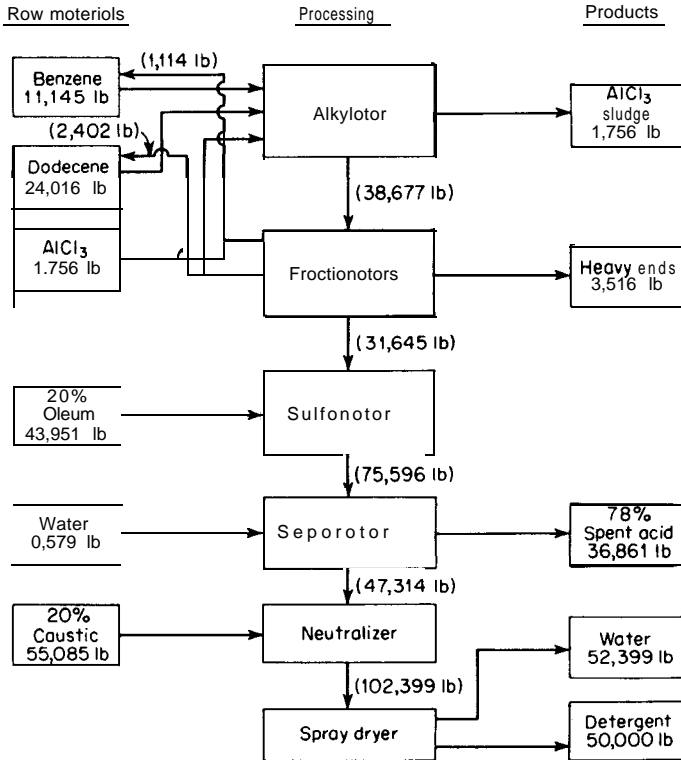 Row moteriols
Processing
Products
(1,114 lb)
Benzene
11,145 lb
Alkylotor
AlCl3
sludge
1,756 lb
(2,402 lb)
Dodecene
24,016 lb
(38,677 lb)
AlCl3
1.756 lb
Froctionotors
Heavy ends
3,516 lb
(31,645 lb)
20%
Oleum
43,951 lb
Sulfonotor
(75,596 lb)
Water
0,579 lb
Seporotor
78%
Spent acid
36,861 lb
(47,314 lb)
20%
Caustic
55,085 lb
Neutralizer
Water
52,399 lb
(102,399 lb)
Spray dryer
Detergent
50,000 lb